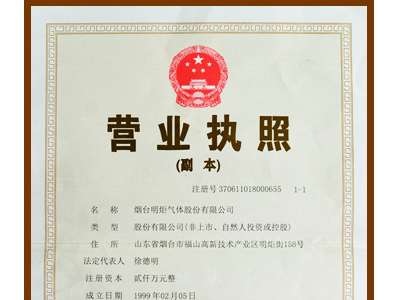 营业执照
(副 本)
注册号 370611018000655 1-1
名 称 烟台明炬气体股份有限公司
类 型 股份有限公司(非上市、自然人投资或控股)
住 所 山东省烟台市福山高新技术产业区明炬街158号
法定代表人 徐德明
注册资本 贰仟万元整
成立日期 1999年02月05日